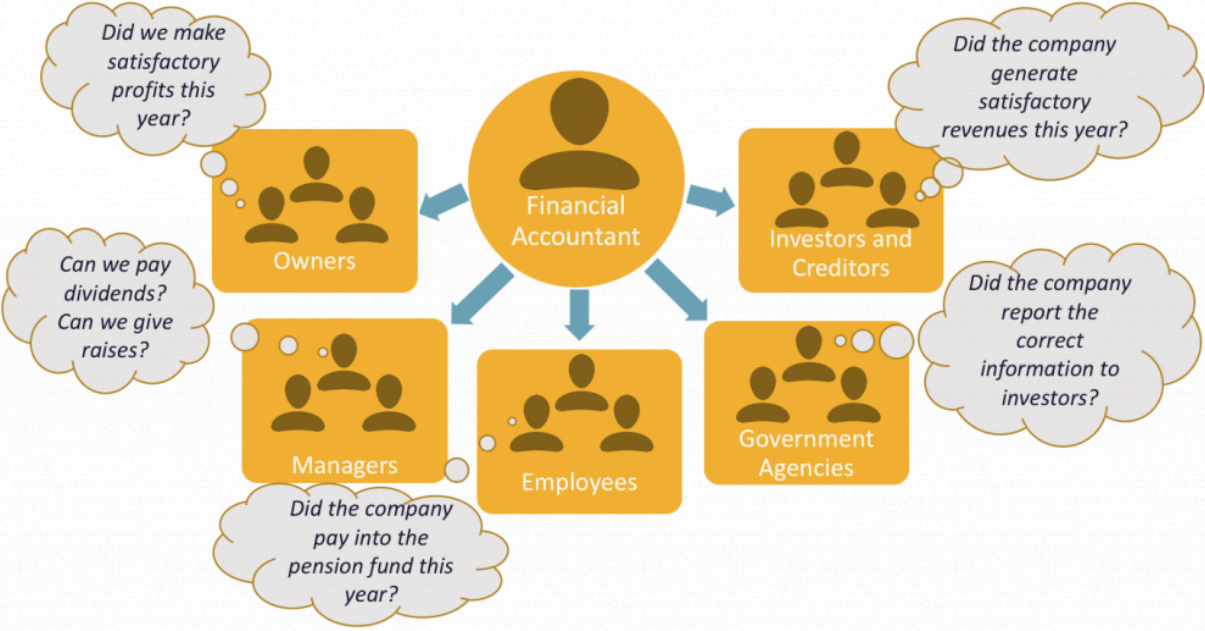 Did we make
satisfactory
profits this
year?
Owners
Financial
Accountant
Did the company
generate
satisfactory
revenues this year?
Investors and
Creditors
Can we pay
dividends?
Can we give
raises?
Managers
Did the company
pay into the
pension fund this
year?
Employees
Did the company
report the
correct
information to
investors?
Government
Agencies